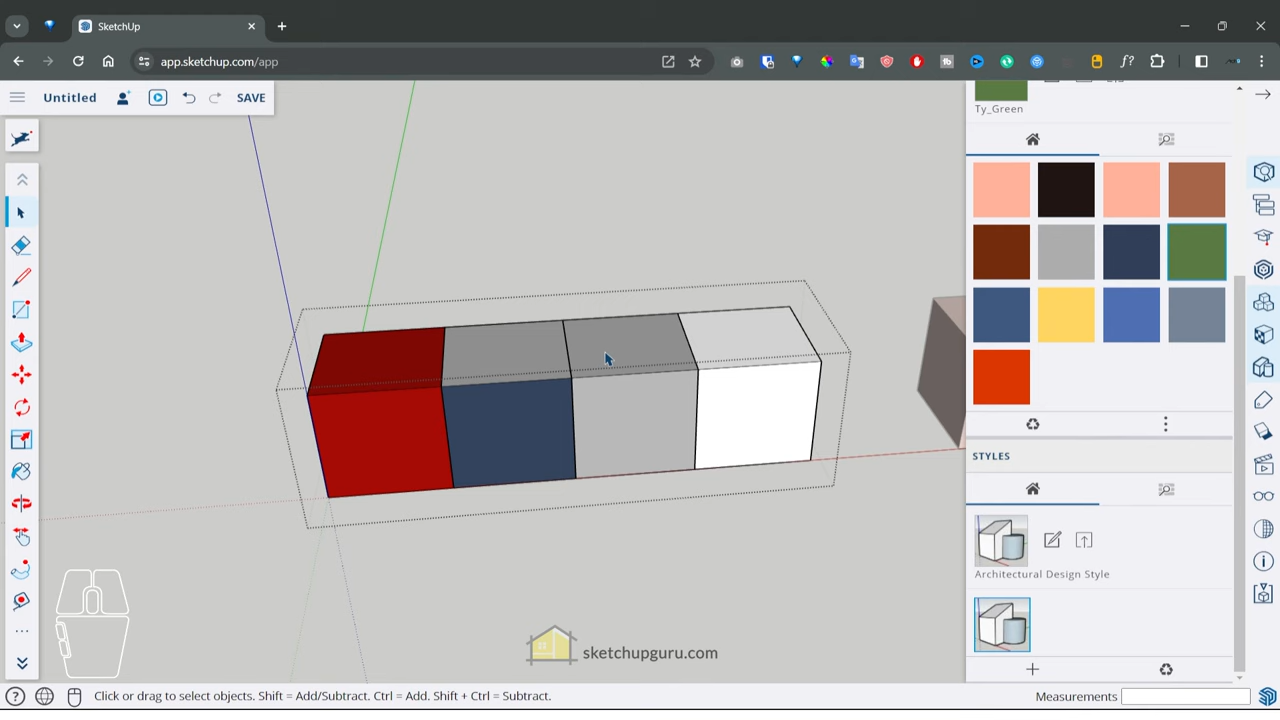 SketchUp
app.sketchup.com/app
Untitled
SAVE
Ty_Green
STYLES
Architectural Design Style
sketchupguru.com
Click or drag to select objects. Shift = Add/Subtract. Ctrl = Add. Shift + Ctrl = Subtract.
Measurements